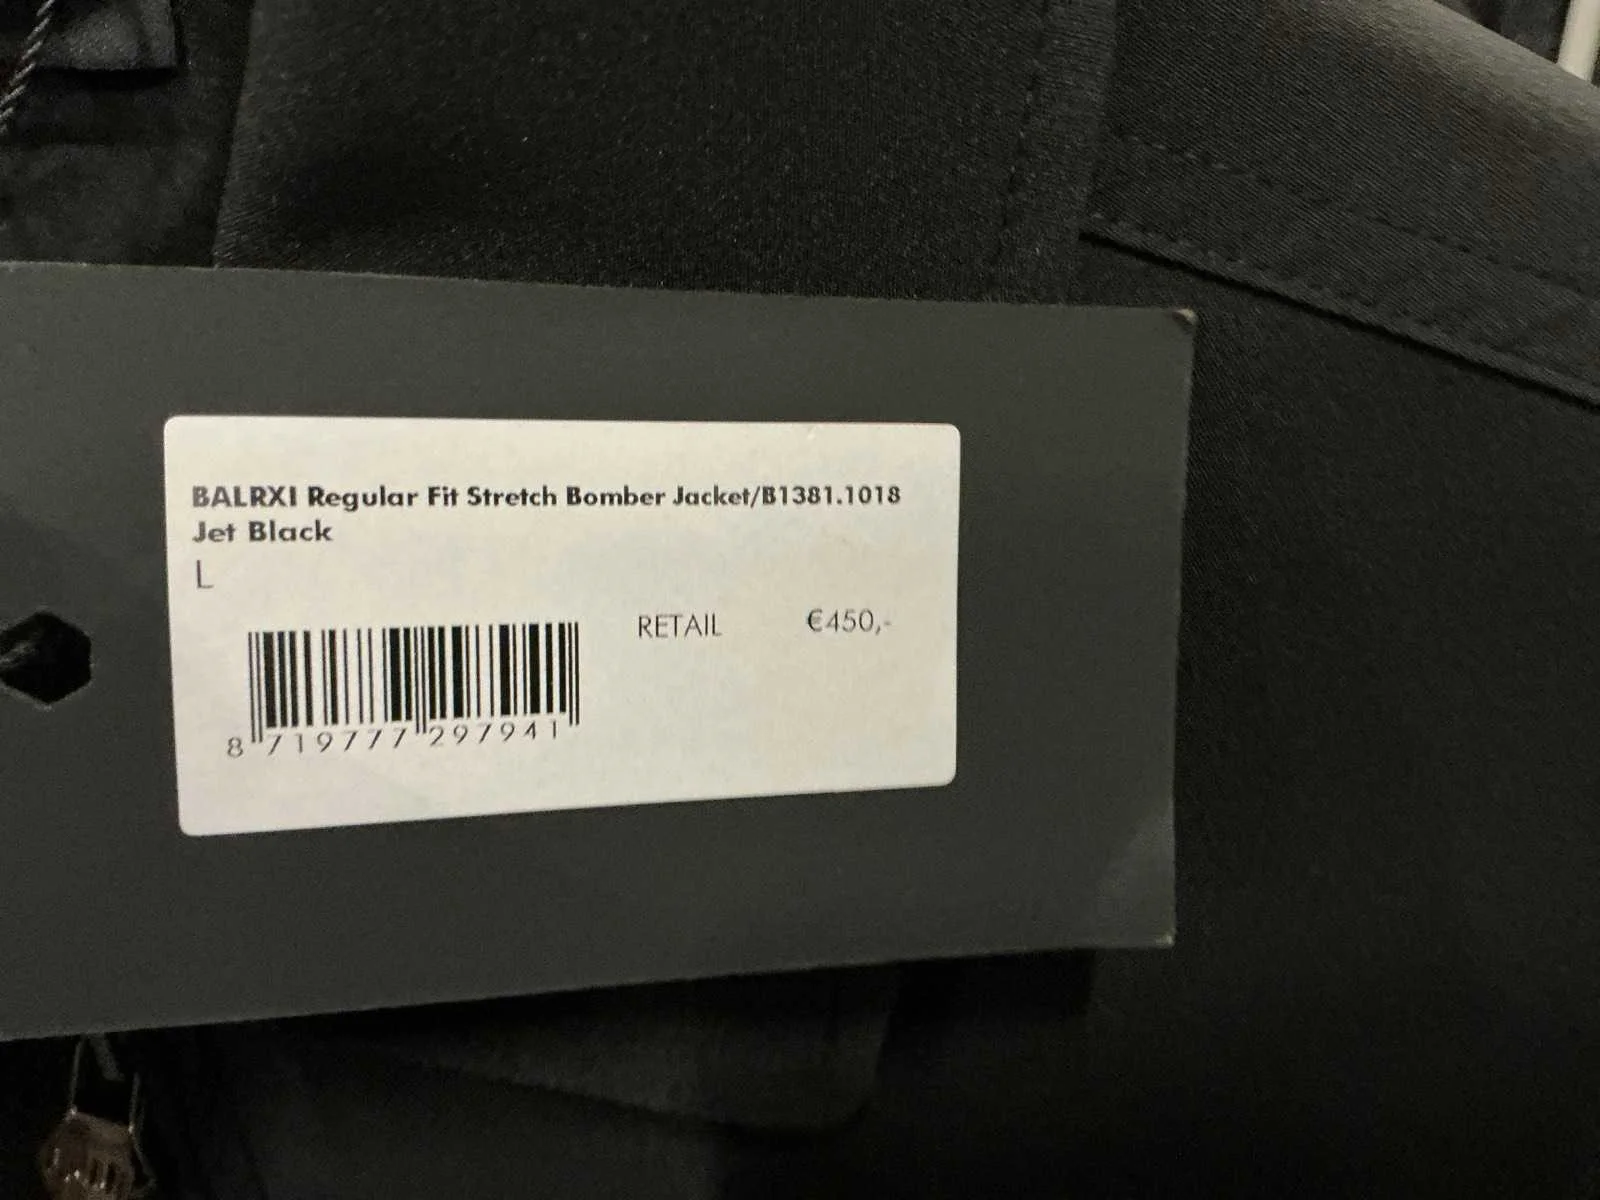 BALRXI Regular Fit Stretch Bomber Jacket/B1381.1018
Jet Black
L
RETAIL €450,-
8 719777 297941